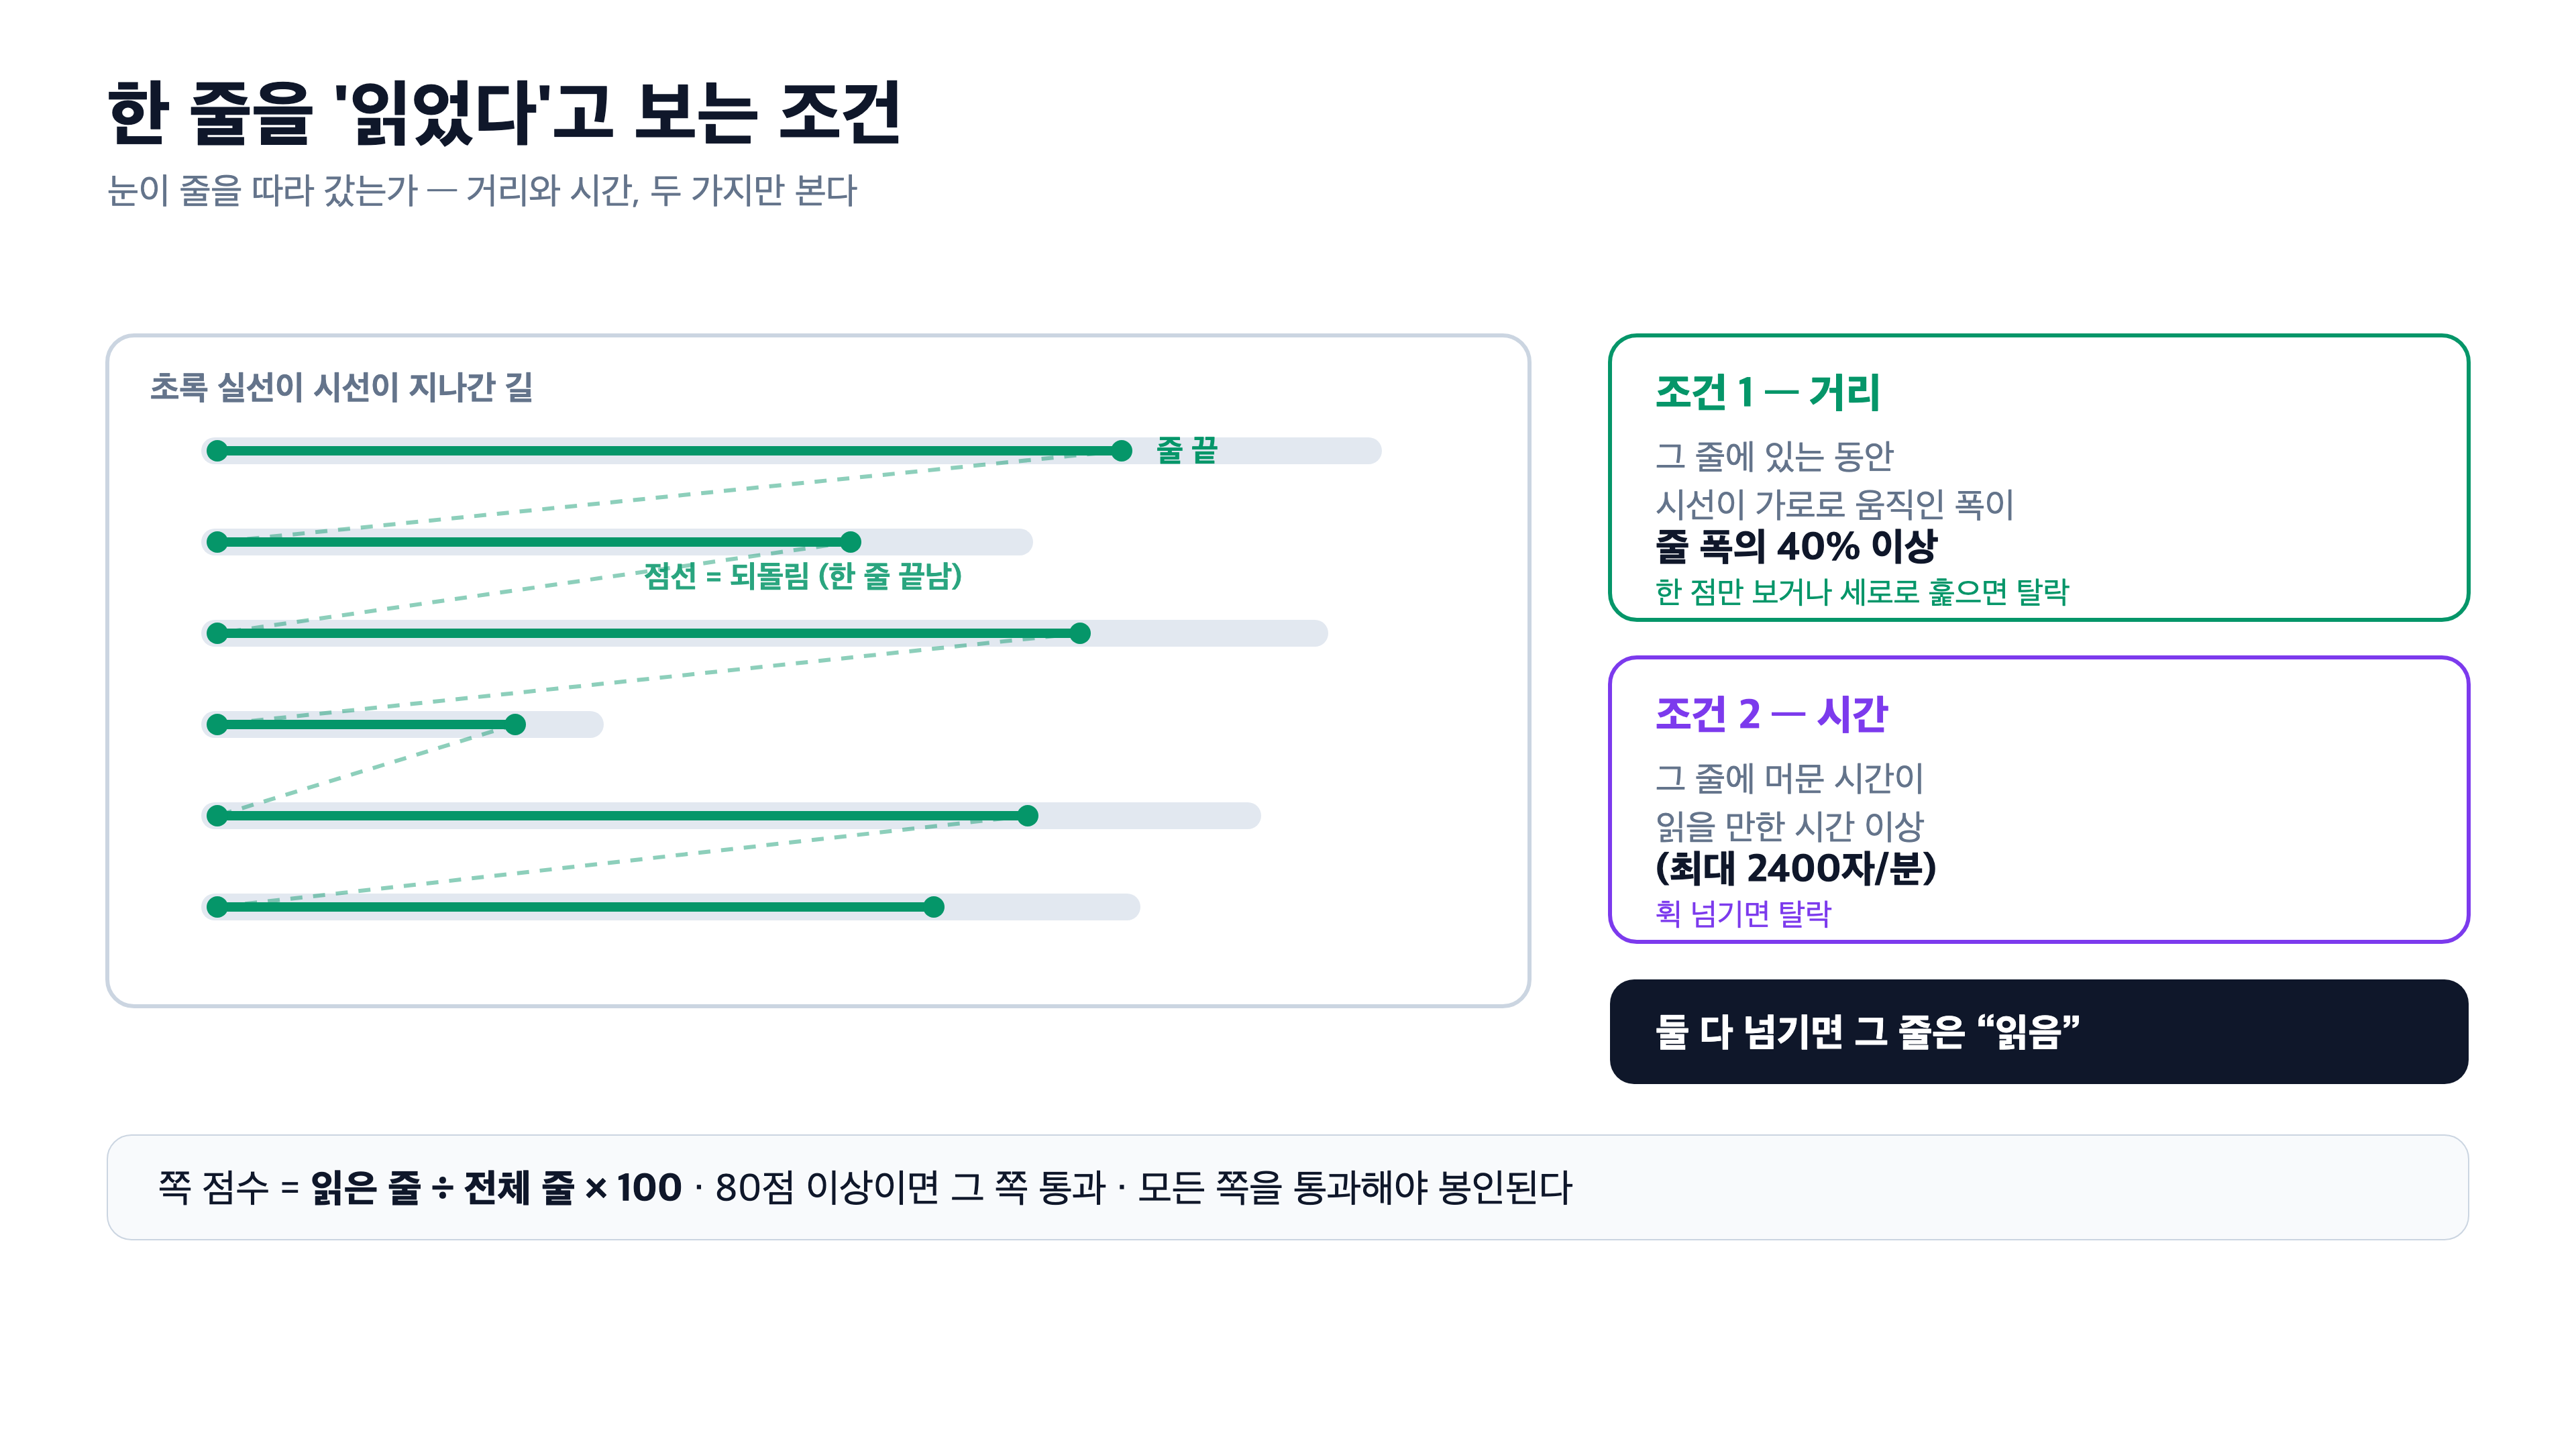 한 줄을 '읽었다'고 보는 조건
눈이 줄을 따라 갔는가 — 거리와 시간, 두 가지만 본다
초록 실선이 시선이 지나간 길
줄 끝
점선 = 되돌림 (한 줄 끝남)
조건 1 — 거리
그 줄에 있는 동안
시선이 가로로 움직인 폭이
줄 폭의 40% 이상
한 점만 보거나 세로로 훑으면 탈락
조건 2 — 시간
그 줄에 머문 시간이
읽을 만한 시간 이상
(최대 2400자/분)
휙 넘기면 탈락
둘 다 넘기면 그 줄은 “읽음”
쪽 점수 = 읽은 줄 ÷ 전체 줄 × 100 · 80점 이상이면 그 쪽 통과 · 모든 쪽을 통과해야 봉인된다